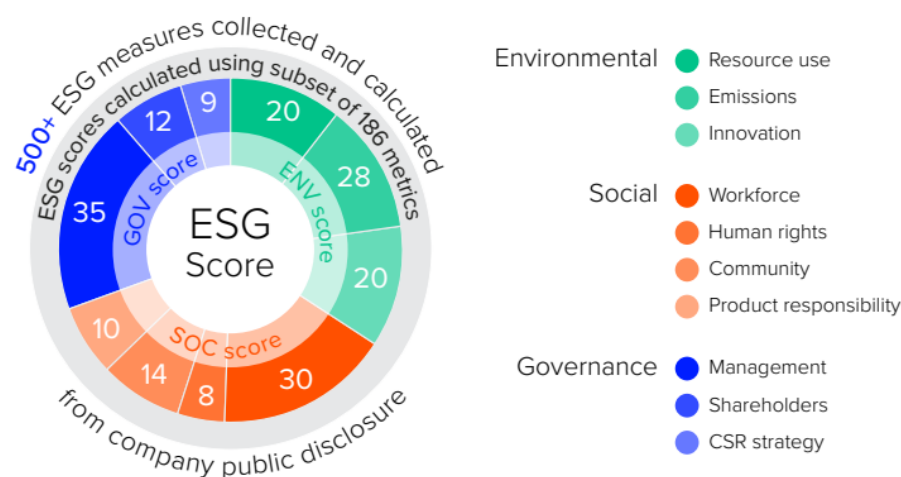 500+ ESG measures collected and calculated
ESG scores calculated using subset of 186 metrics
9
12
20
28
35
GOV score
ENV score
ESG
Score
20
10
SOC score
14
8
30
from company public disclosure
Environmental
Resource use
Emissions
Innovation
Social
Workforce
Human rights
Community
Product responsibility
Governance
Management
Shareholders
CSR strategy